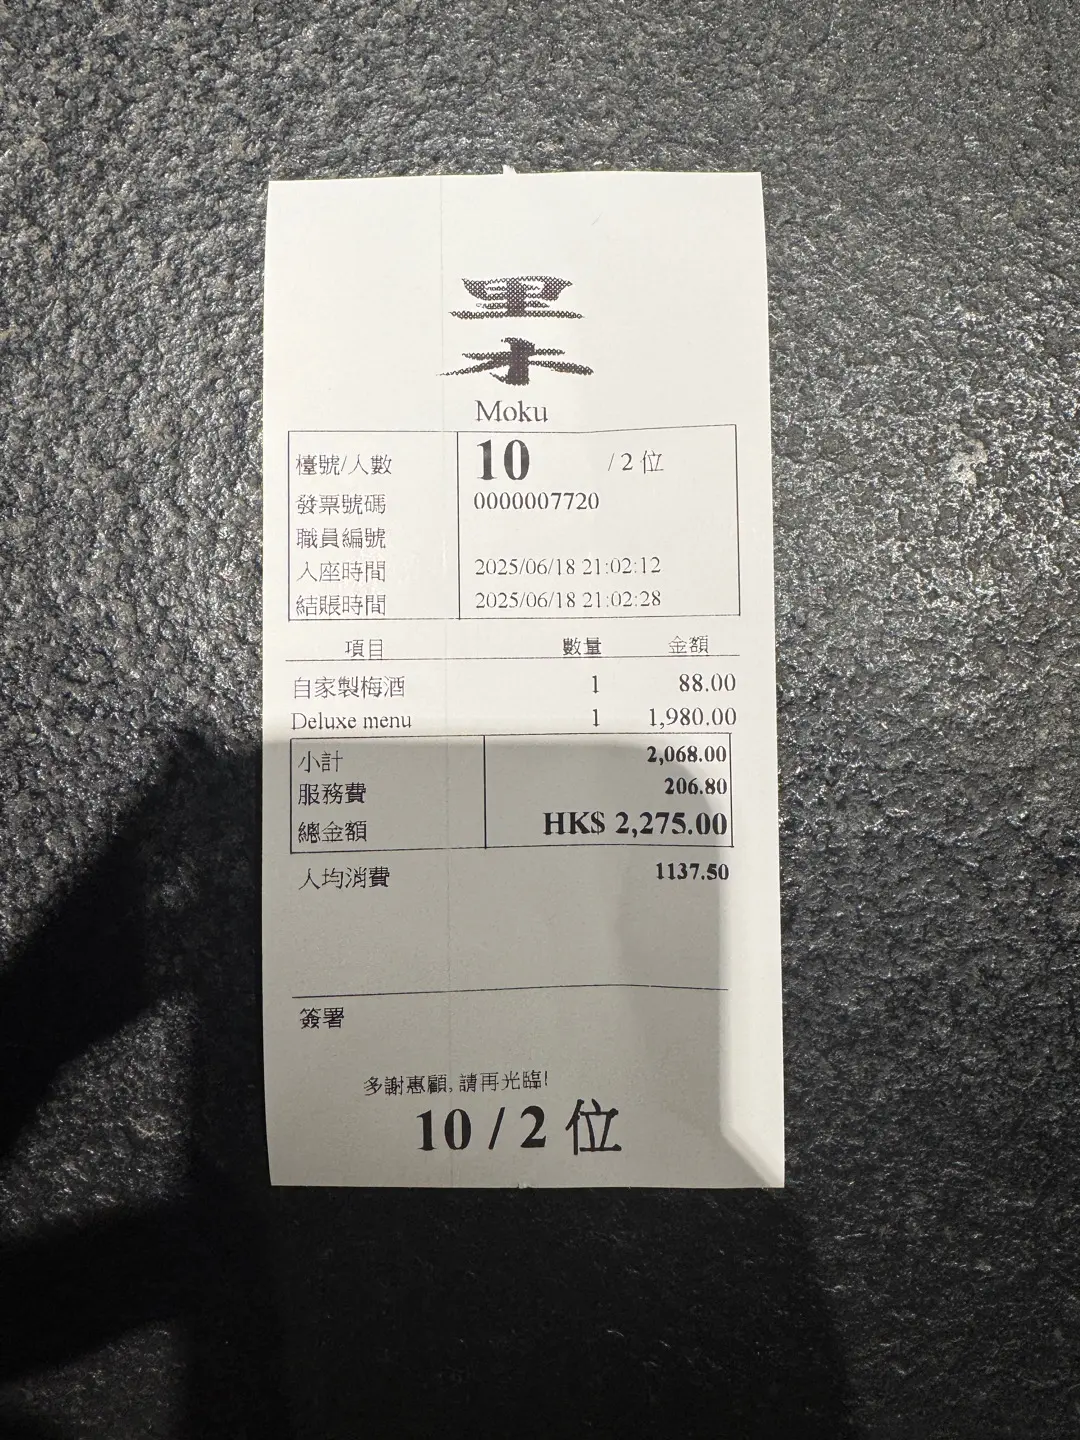 里
木
Moku
檯號/人數 10 / 2 位
發票號碼 0000007720
職員編號
入座時間 2025/06/18 21:02:12
結賬時間 2025/06/18 21:02:28
項目 數量 金額
自家製梅酒 1 88.00
Deluxe menu 1 1,980.00
小計 2,068.00
服務費 206.80
總金額 HK$ 2,275.00
人均消費 1137.50
簽署
多謝惠顧, 請再光臨!
10 / 2 位